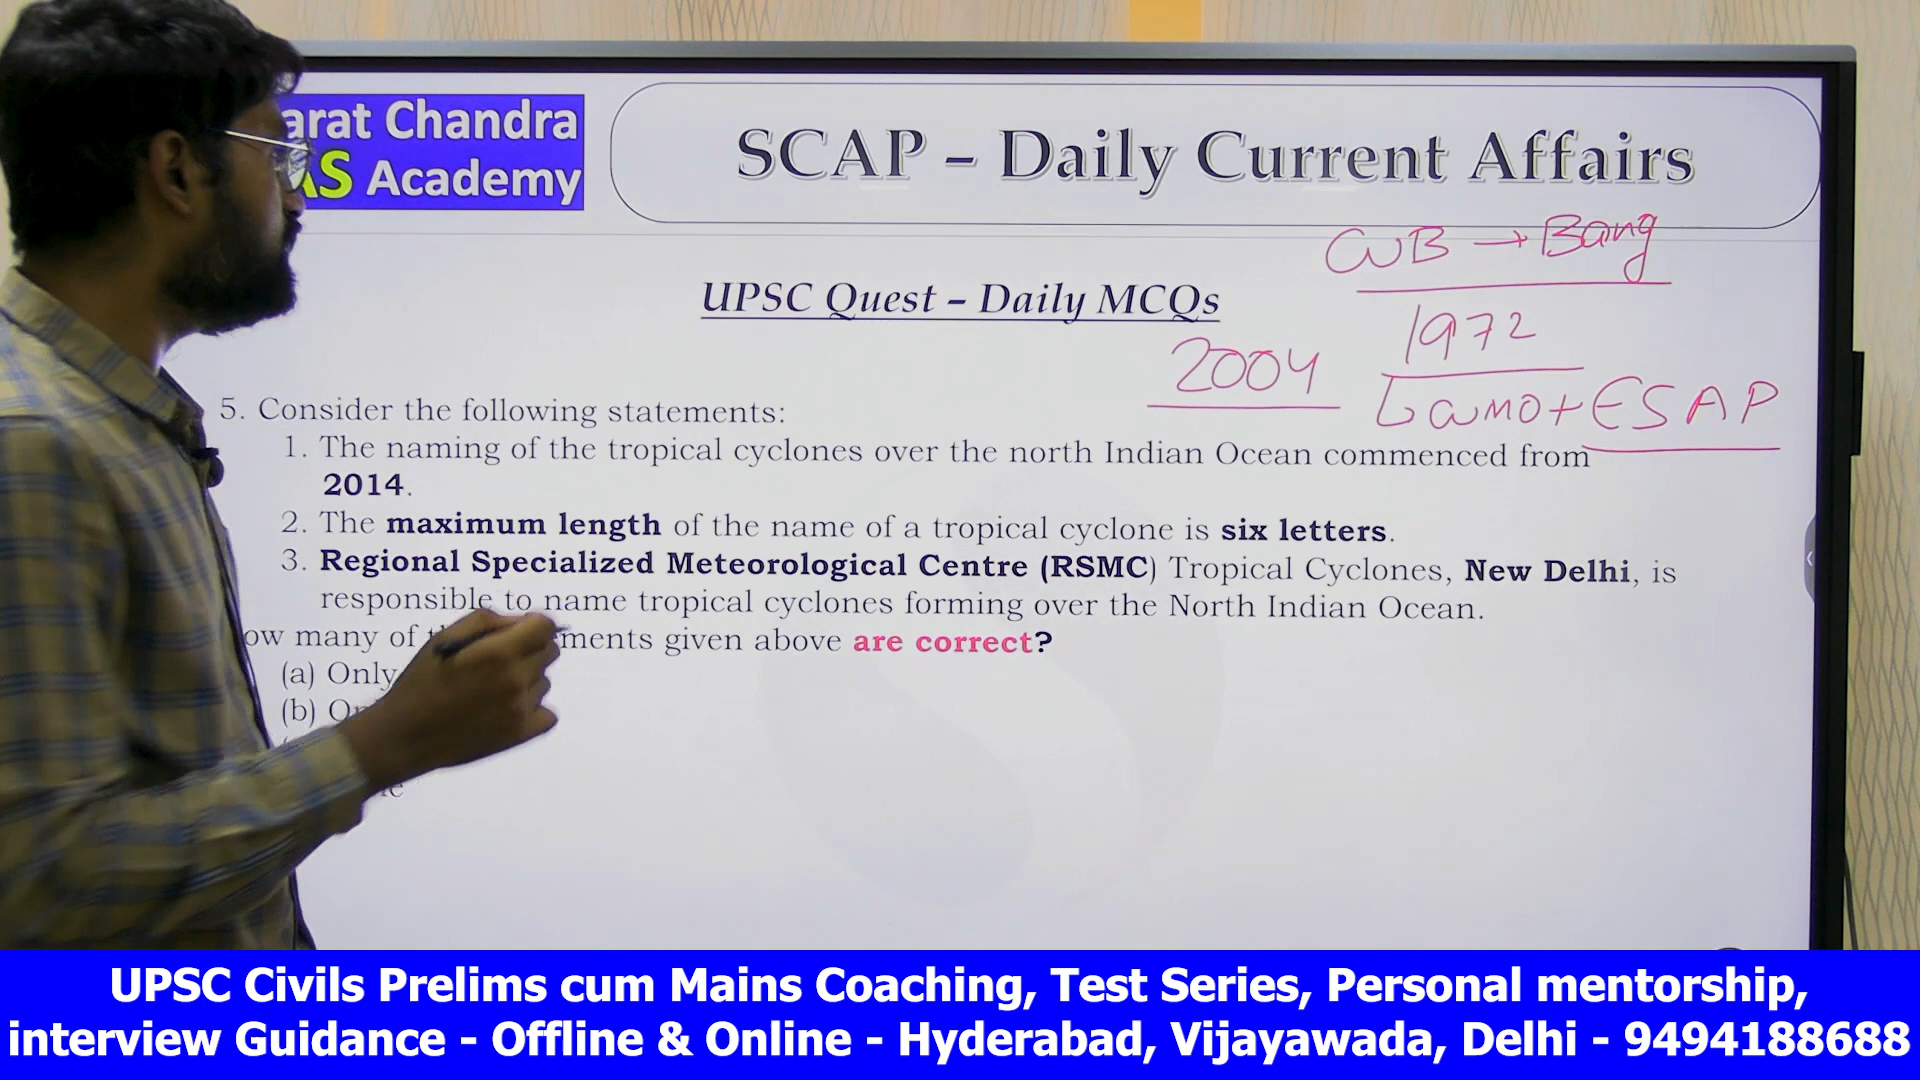 arat Chandra
AS Academy
SCAP – Daily Current Affairs
WB → Bang
UPSC Quest – Daily MCQs
1972
2004
↳ WMO + ESAP
5. Consider the following statements:
1. The naming of the tropical cyclones over the north Indian Ocean commenced from
2014.
2. The maximum length of the name of a tropical cyclone is six letters.
3. Regional Specialized Meteorological Centre (RSMC) Tropical Cyclones, New Delhi, is
responsible to name tropical cyclones forming over the North Indian Ocean.
ow many of ments given above are correct?
(a) Only
(b)
UPSC Civils Prelims cum Mains Coaching, Test Series, Personal mentorship,
interview Guidance - Offline & Online - Hyderabad, Vijayawada, Delhi - 9494188688